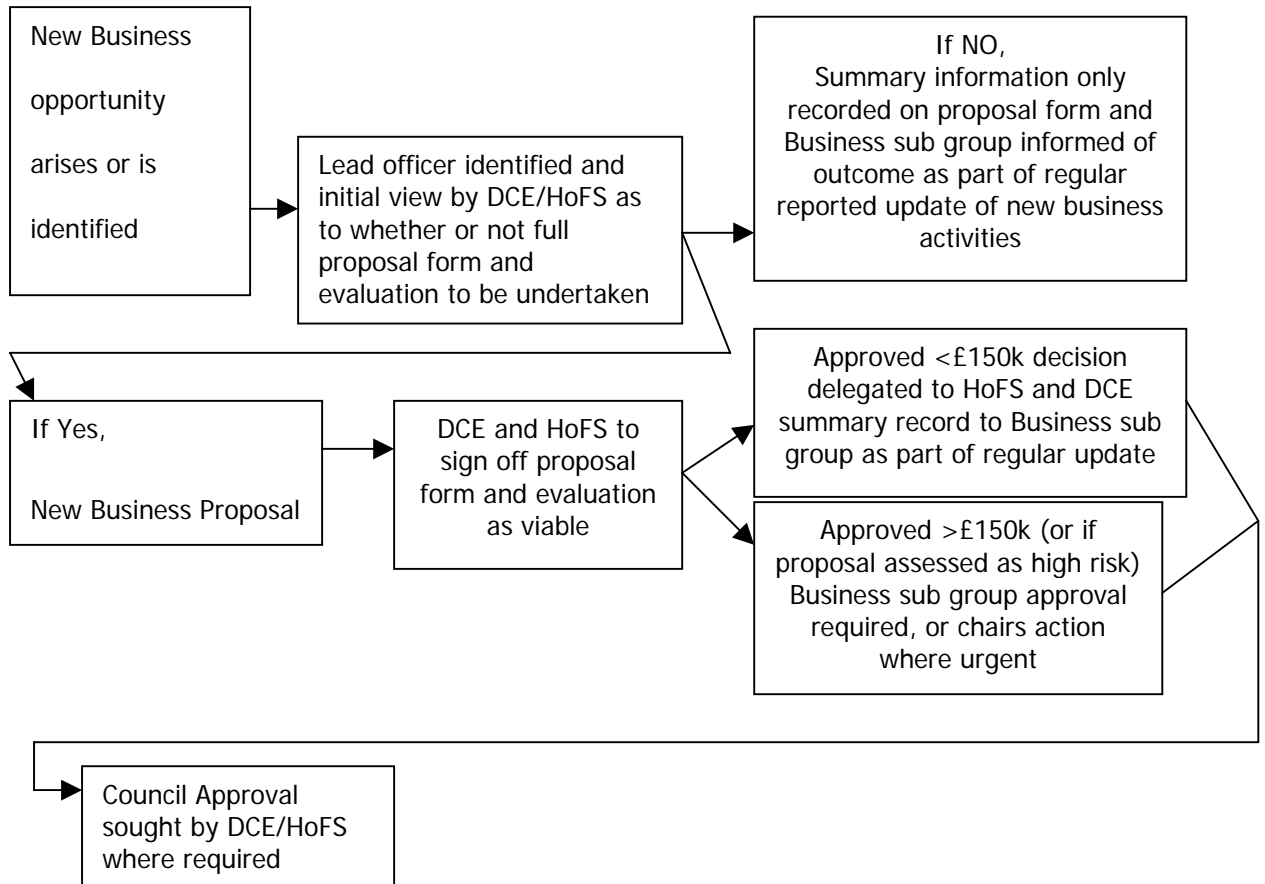 New Business
opportunity
arises or is
identified
Lead officer identified and
initial view by DCE/HoFS as
to whether or not full
proposal form and
evaluation to be undertaken
If NO,
Summary information only
recorded on proposal form and
Business sub group informed of
outcome as part of regular
reported update of new business
activities
If Yes,
New Business Proposal
DCE and HoFS to
sign off proposal
form and evaluation
as viable
Approved <£150k decision
delegated to HoFS and DCE
summary record to Business sub
group as part of regular update
Approved >£150k (or if
proposal assessed as high risk)
Business sub group approval
required, or chairs action
where urgent
Council Approval
sought by DCE/HoFS
where required